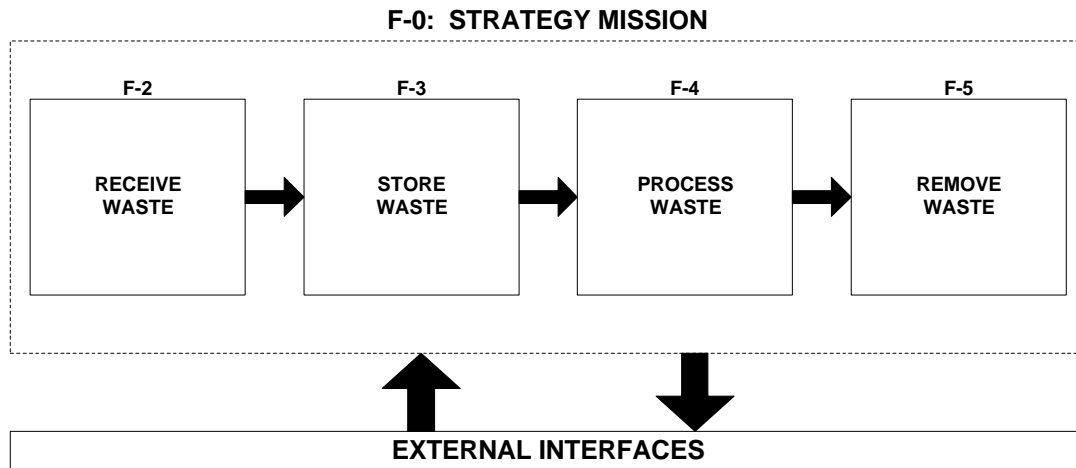 F-0: STRATEGY MISSION
F-2
RECEIVE
WASTE
F-3
STORE
WASTE
F-4
PROCESS
WASTE
F-5
REMOVE
WASTE
EXTERNAL INTERFACES